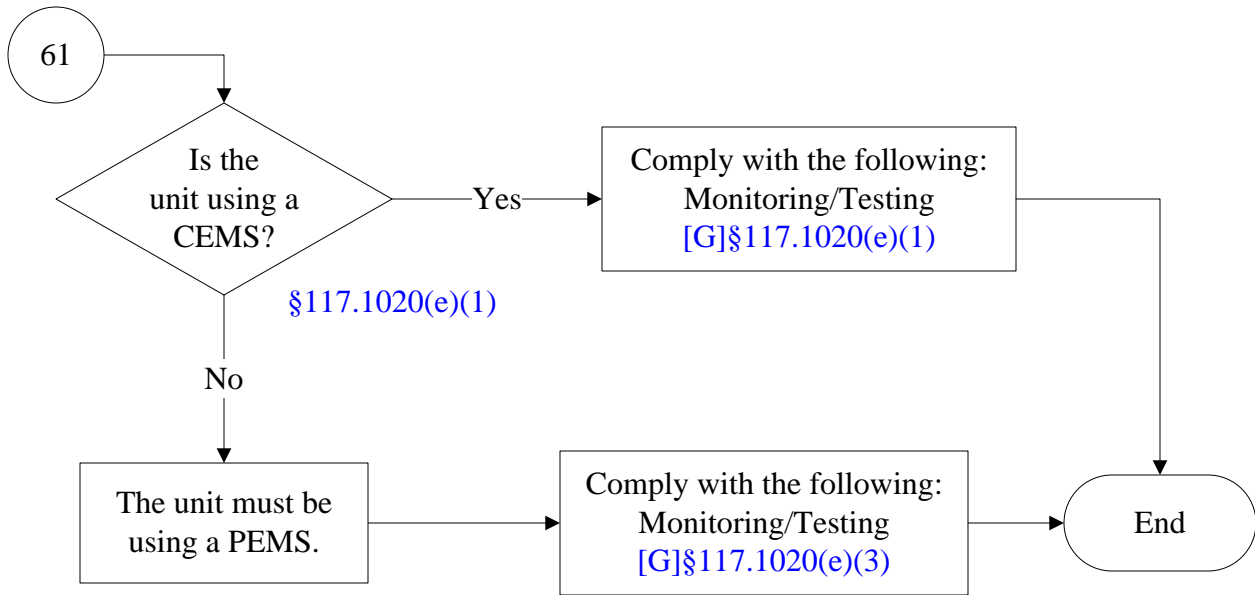 61
Is the
unit using a
CEMS?
Yes
Comply with the following:
Monitoring/Testing
[G]§117.1020(e)(1)
§117.1020(e)(1)
No
The unit must be
using a PEMS.
Comply with the following:
Monitoring/Testing
[G]§117.1020(e)(3)
End